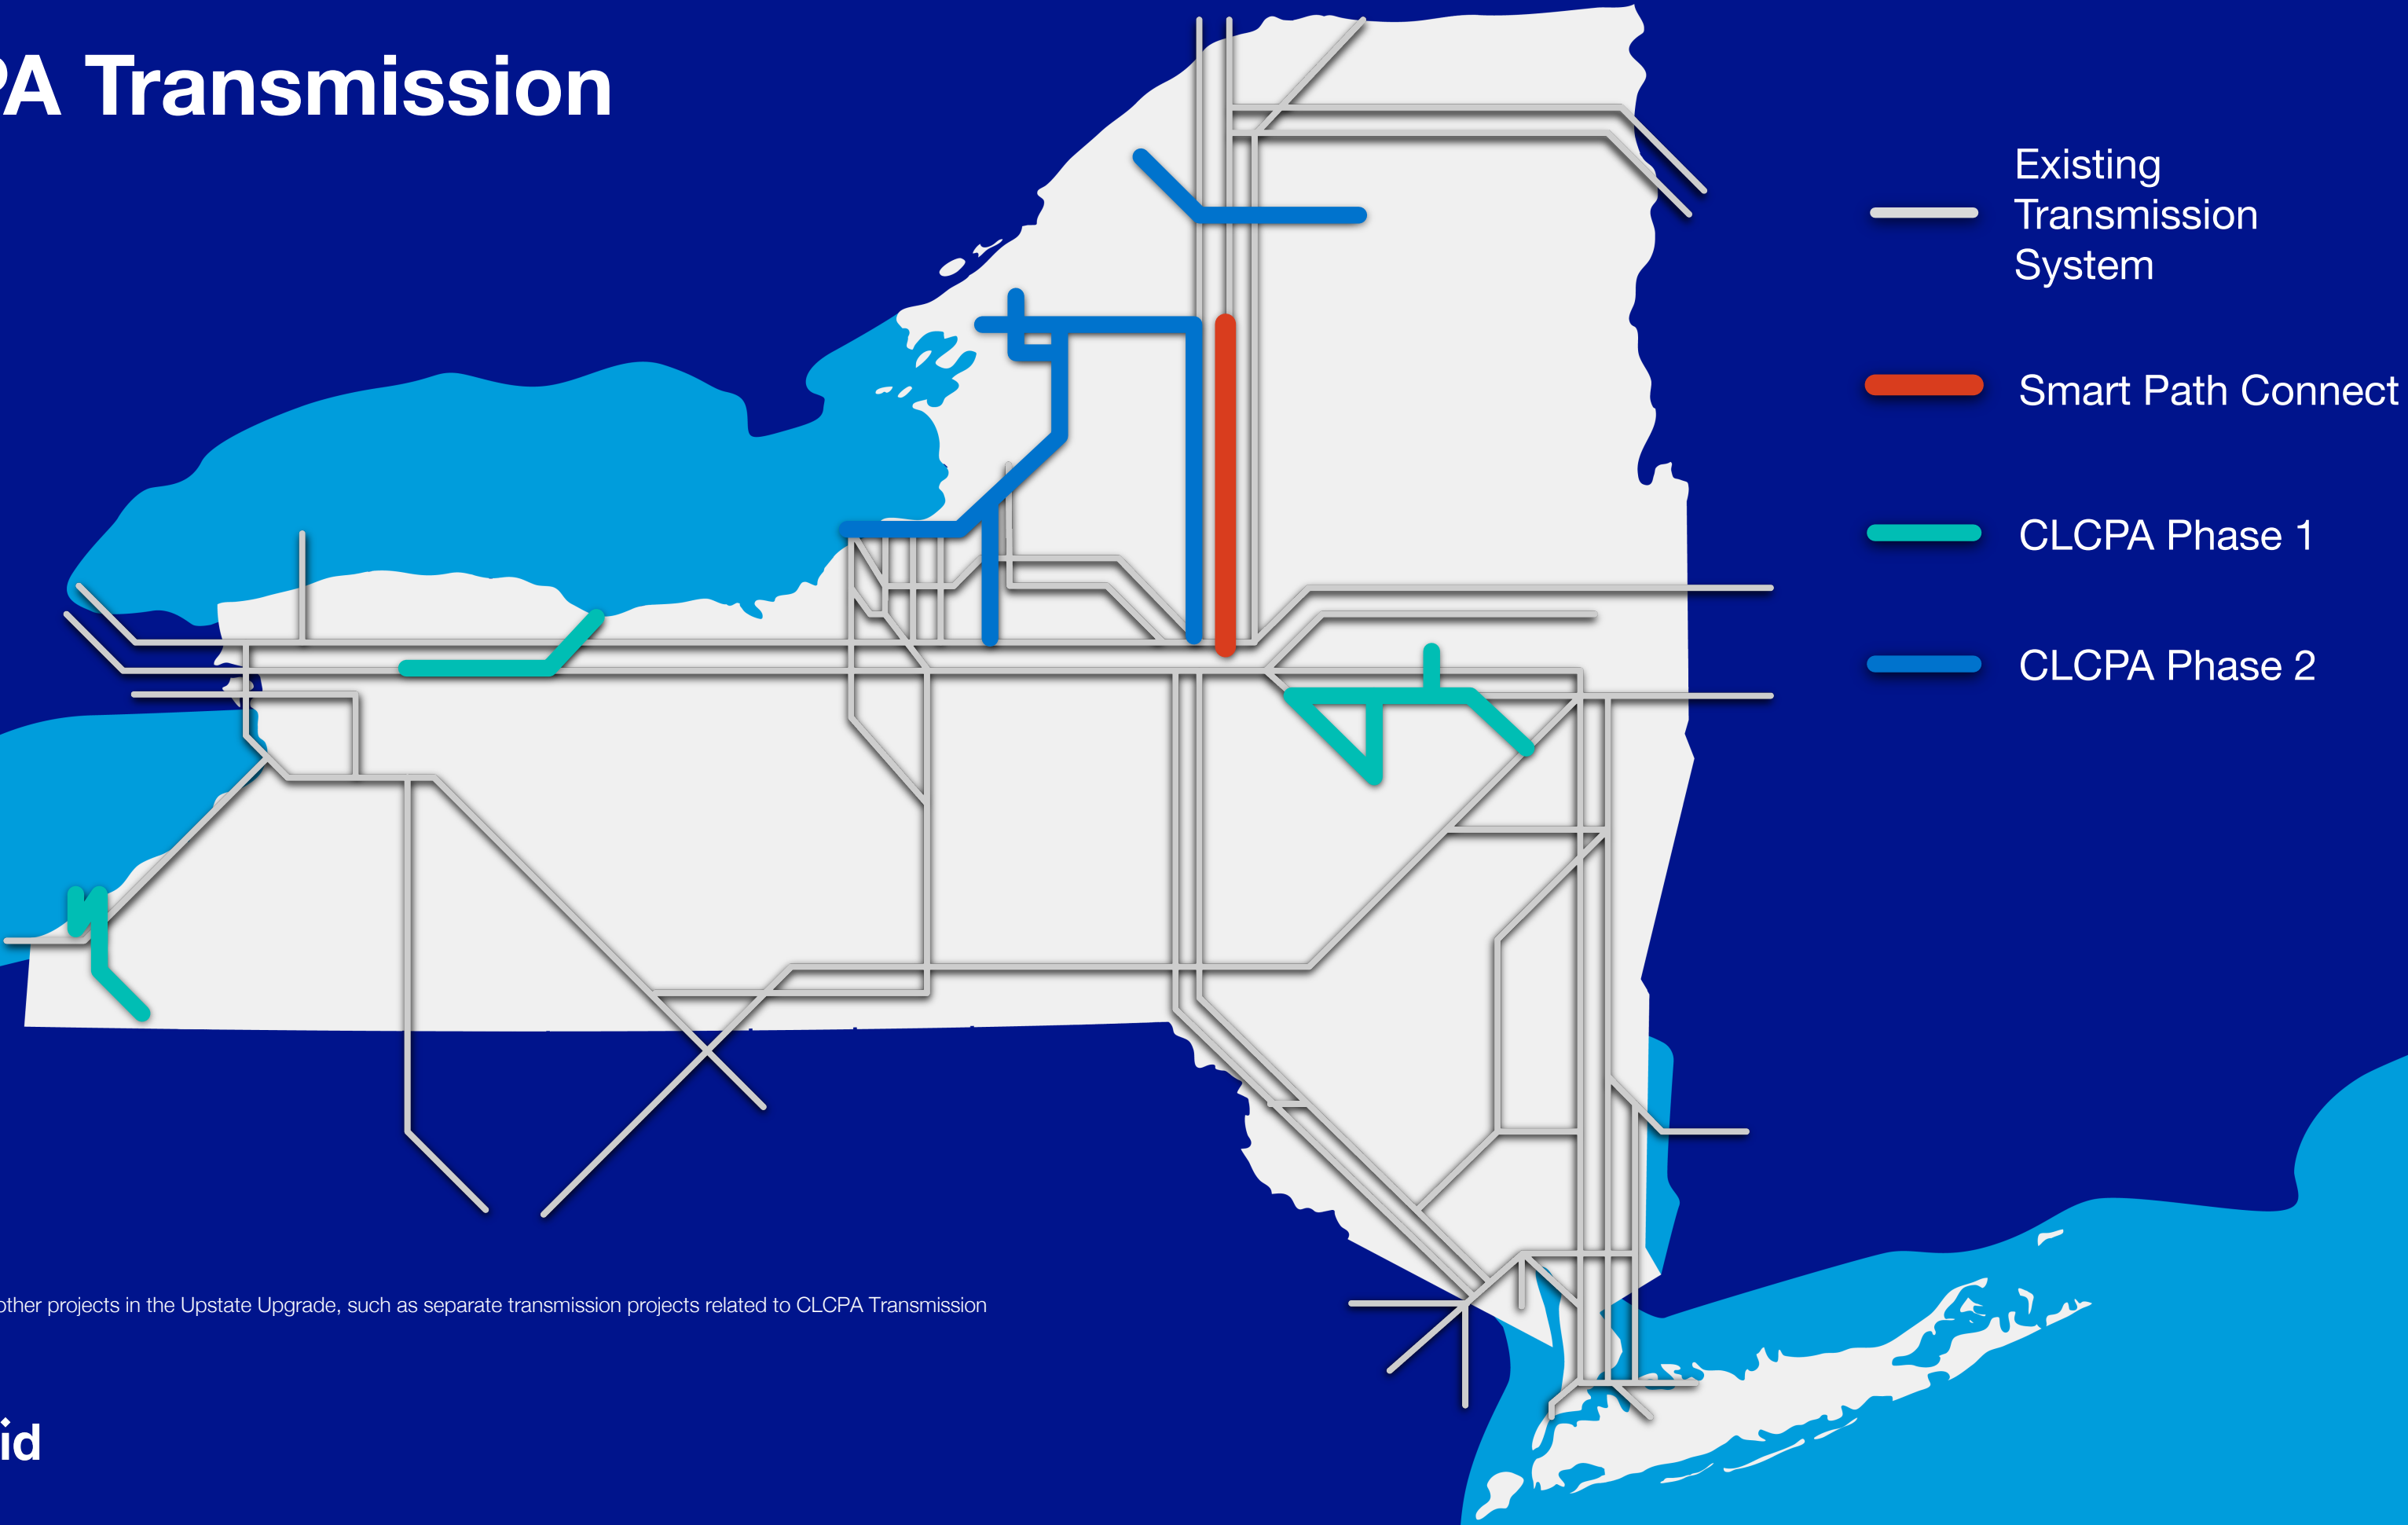 PA Transmission
Existing
Transmission
System
Smart Path Connect
CLCPA Phase 1
CLCPA Phase 2
other projects in the Upstate Upgrade, such as separate transmission projects related to CLCPA Transmission
id